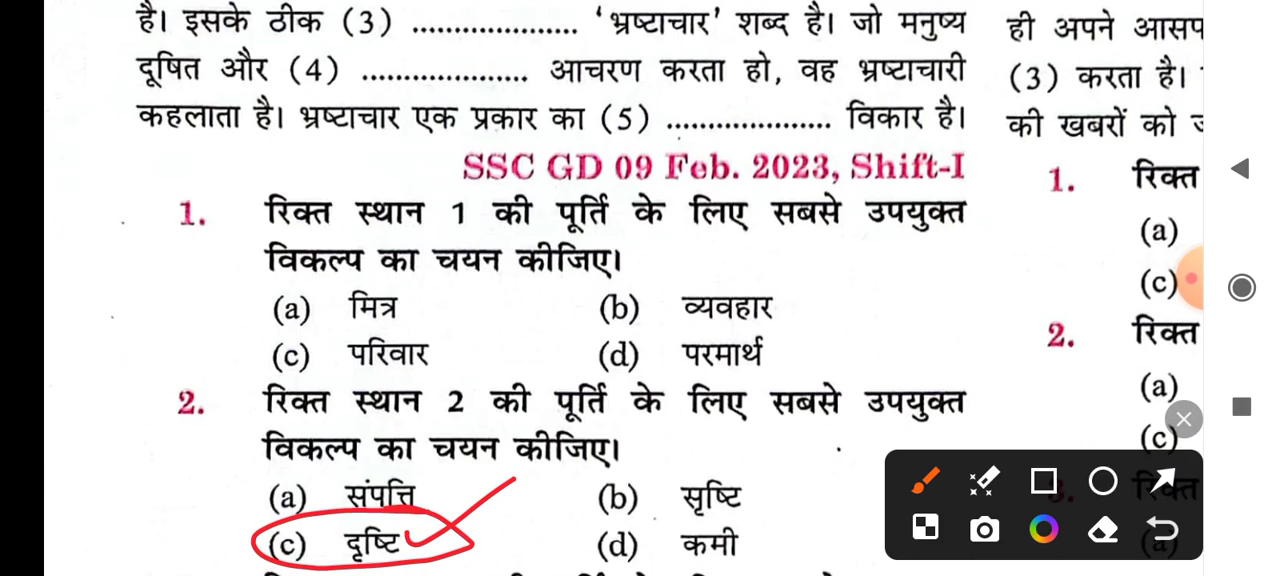 है। इसके ठीक (3) .................... 'भ्रष्टाचार' शब्द है। जो मनुष्य
दूषित और (4) .................... आचरण करता हो, वह भ्रष्टाचारी
कहलाता है। भ्रष्टाचार एक प्रकार का (5) .................... विकार है।
SSC GD 09 Feb. 2023, Shift-I
1. रिक्त स्थान 1 की पूर्ति के लिए सबसे उपयुक्त
विकल्प का चयन कीजिए।
(a) मित्र (b) व्यवहार
(c) परिवार (d) परमार्थ
2. रिक्त स्थान 2 की पूर्ति के लिए सबसे उपयुक्त
विकल्प का चयन कीजिए।
(a) संपत्ति (b) सृष्टि
(c) दृष्टि (d) कमी
ही अपने
(3) करता है।
की खबरों को
1. रिक्त
(a)
(c)
2. रिक्त
(a)
(c)
3. रिक्त
(a)